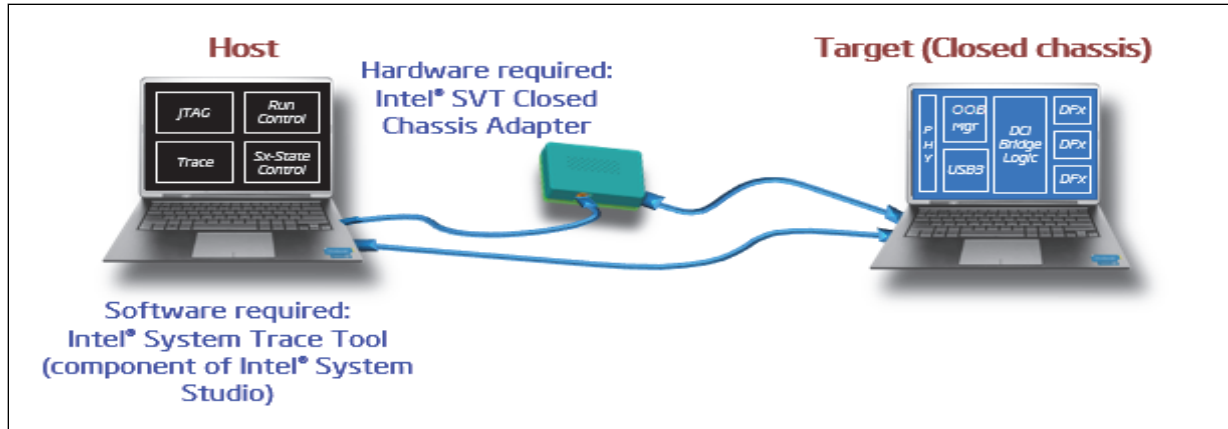 Host
Target (Closed chassis)
Hardware required:
Intel® SVT Closed
Chassis Adapter
JTAG
Run
Control
Trace
Sx-State
Control
P
H
Y
OOB
Mgr
USB3
DCI
Bridge
Logic
DFx
DFx
DFx
Software required:
Intel® System Trace Tool
(component of Intel® System
Studio)